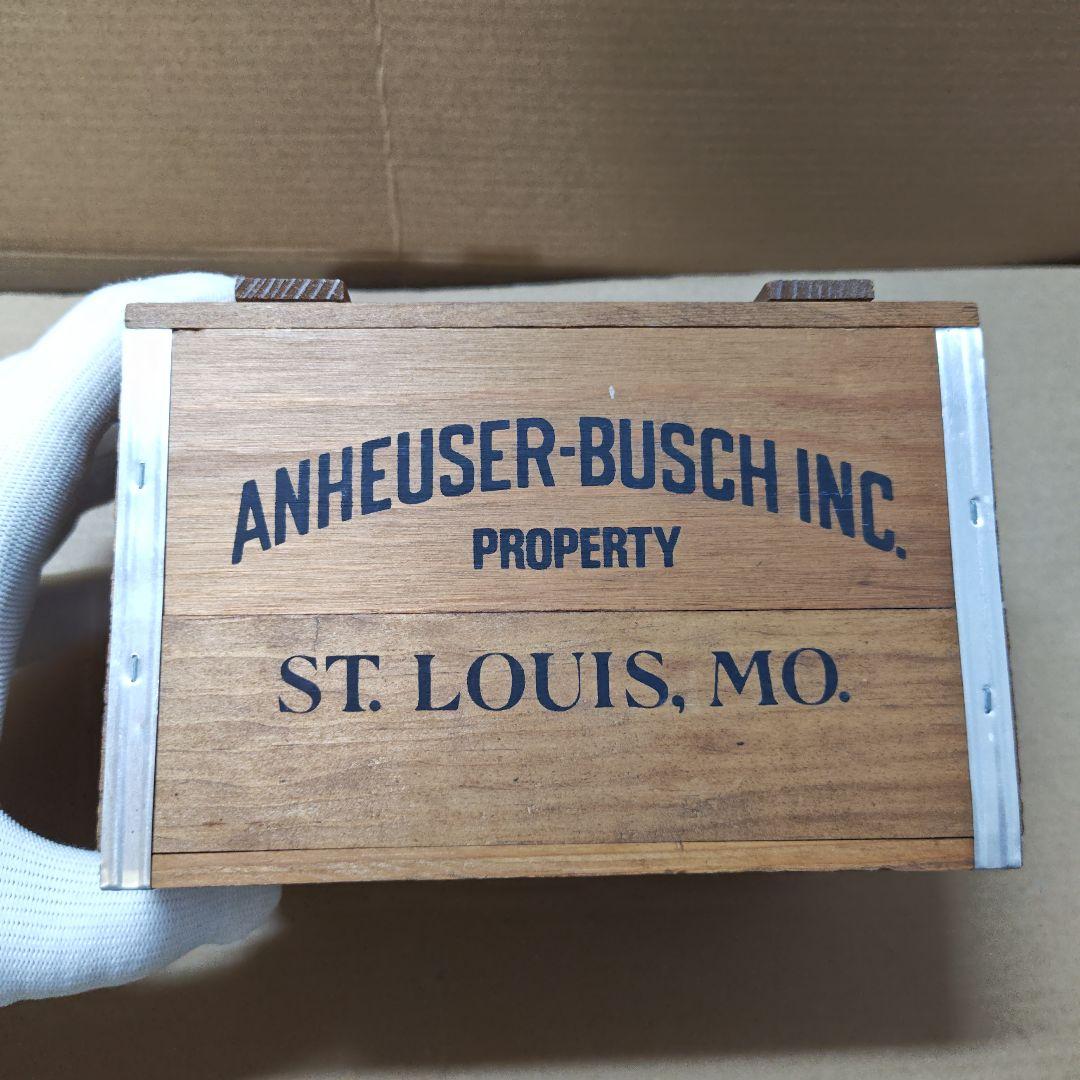 ANHEUSER-BUSCH INC.
PROPERTY
ST. LOUIS, MO.